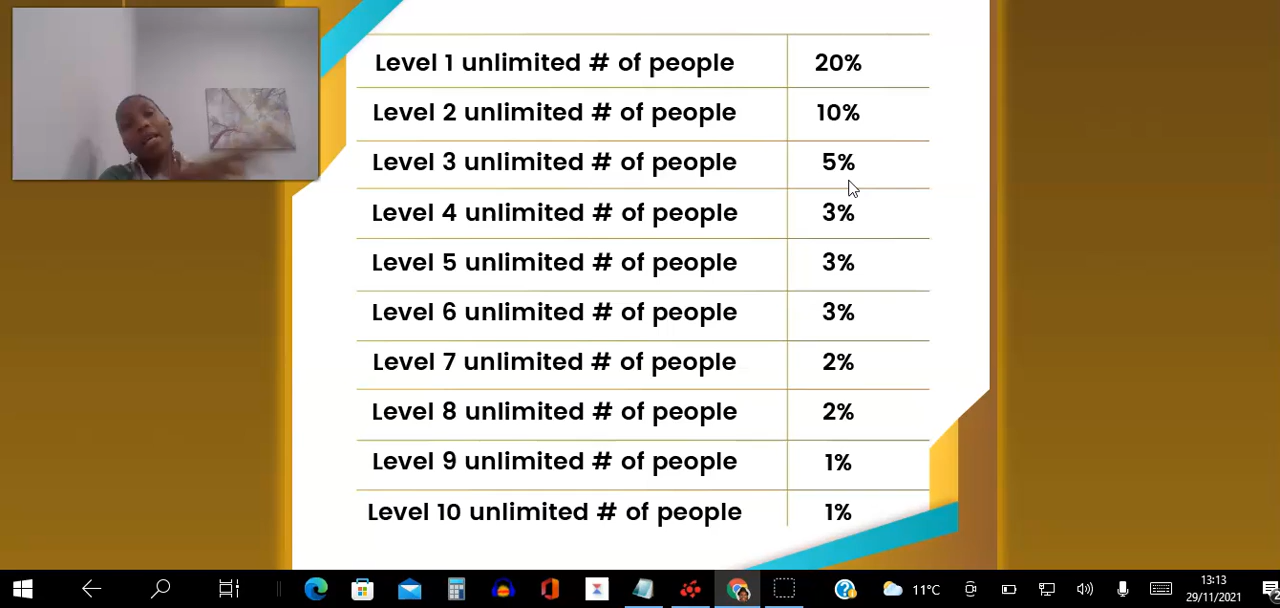 Level 1 unlimited # of people 20%
Level 2 unlimited # of people 10%
Level 3 unlimited # of people 5%
Level 4 unlimited # of people 3%
Level 5 unlimited # of people 3%
Level 6 unlimited # of people 3%
Level 7 unlimited # of people 2%
Level 8 unlimited # of people 2%
Level 9 unlimited # of people 1%
Level 10 unlimited # of people 1%
11°C
13:13
29/11/2021